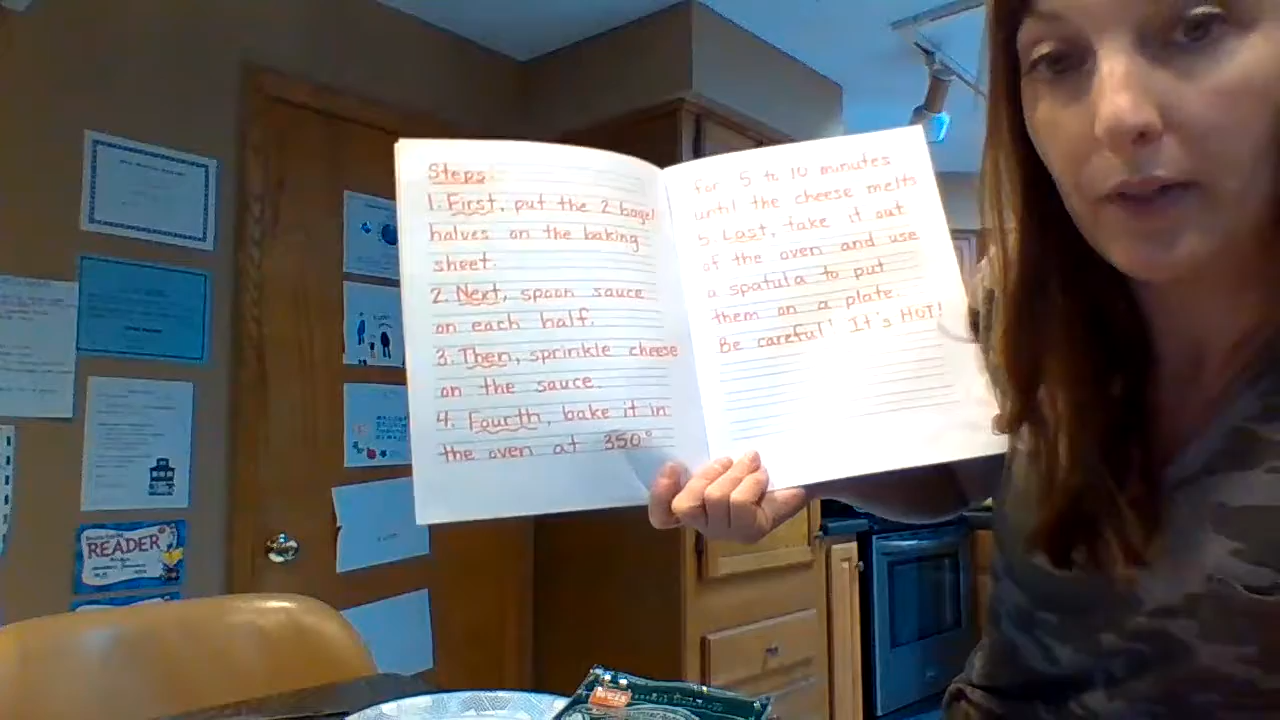 Steps:
1. First, put the 2 bagel
halves on the baking
sheet.
2. Next, spoon sauce
on each half.
3. Then, sprinkle cheese
on the sauce.
4. Fourth, bake it in
the oven at 350°
for 5 to 10 minutes
until the cheese melts
5. Last, take it out
of the oven and use
a spatula to put
them on a plate.
Be careful! It's HOT!
READER
Weis